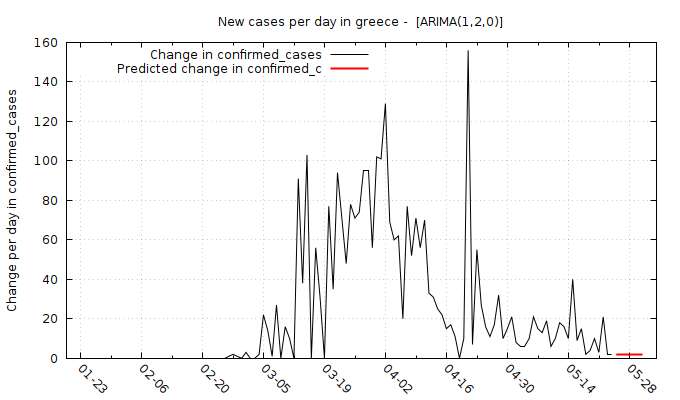 New cases per day in greece -  [ARIMA(1,2,0)]
Change in confirmed_cases
Predicted change in confirmed_c
Change per day in confirmed_cases
160
140
120
100
80
60
40
20
0
01-23 02-06 02-20 03-05 03-19 04-02 04-16 04-30 05-14 05-28